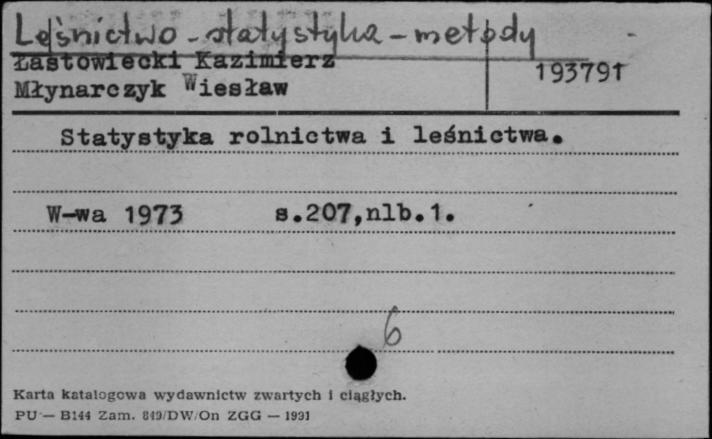 Leśnictwo - statystyka - metody
Łastowiecki Kazimierz
193791
Młynarczyk Wiesław
Statystyka rolnictwa i leśnictwa.
W-wa 1973 s.207,nlb.1.
6
Karta katalogowa wydawnictw zwartych i ciągłych.
PU — B144 Zam. 849/DW/On ZGG — 1991